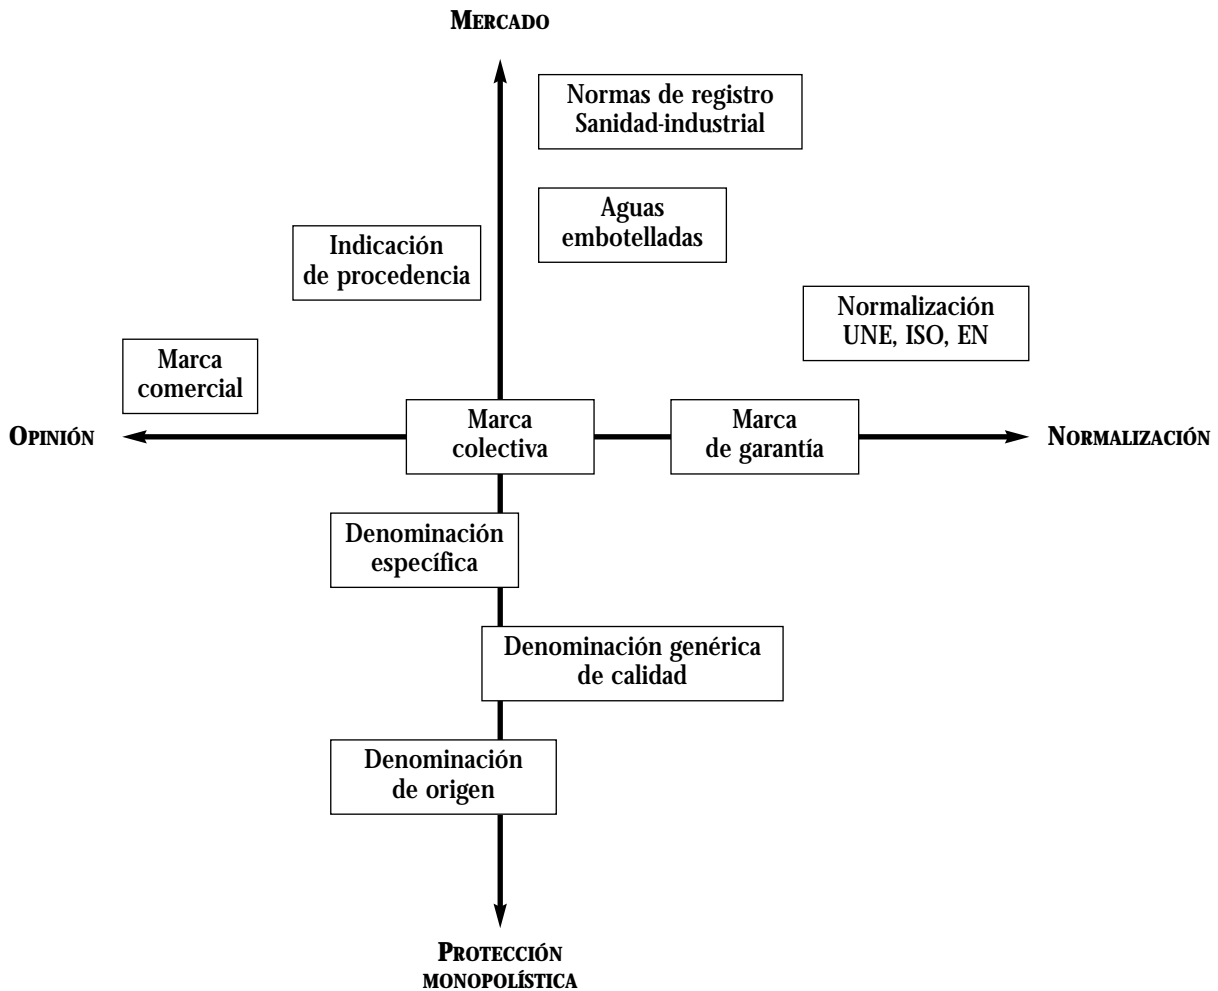 MERCADO
Normas de registro
Sanidad-industrial
Aguas
embotelladas
Indicación
de procedencia
Normalización
UNE, ISO, EN
Marca
comercial
OPINIÓN
Marca
colectiva
Marca
de garantía
NORMALIZACIÓN
Denominación
específica
Denominación genérica
de calidad
Denominación
de origen
PROTECCIÓN
MONOPOLÍSTICA